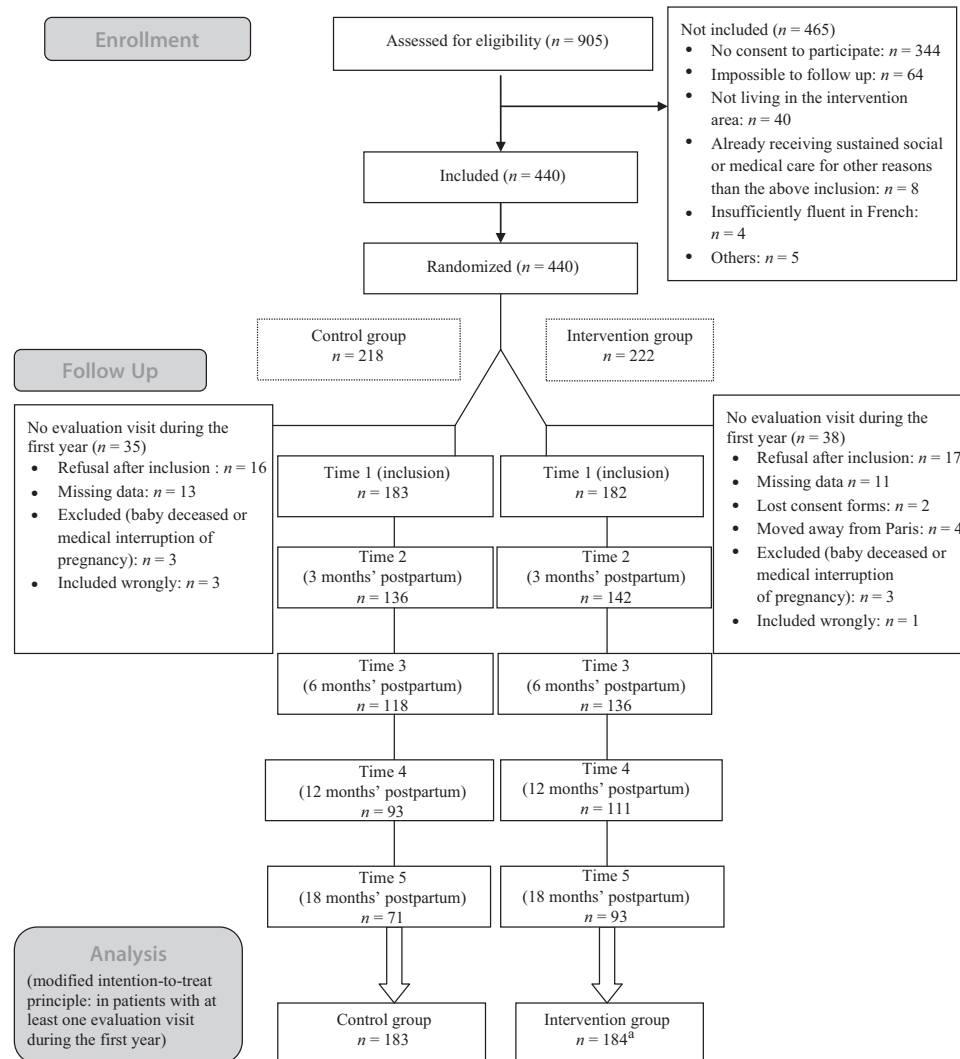 Enrollment
Assessed for eligibility (n = 905)
Not included (n = 465)
• No consent to participate: n = 344
• Impossible to follow up: n = 64
• Not living in the intervention
area: n = 40
• Already receiving sustained social
or medical care for other reasons
than the above inclusion: n = 8
• Insufficiently fluent in French:
n = 4
• Others: n = 5
Included (n = 440)
Randomized (n = 440)
Control group
n = 218
Intervention group
n = 222
Follow Up
No evaluation visit during the
first year (n = 35)
• Refusal after inclusion : n = 16
• Missing data: n = 13
• Excluded (baby deceased or
medical interruption of
pregnancy): n = 3
• Included wrongly: n = 3
No evaluation visit during the
first year (n = 38)
• Refusal after inclusion: n = 17
• Missing data n = 11
• Lost consent forms: n = 2
• Moved away from Paris: n = 4
• Excluded (baby deceased or
medical interruption
of pregnancy): n = 3
• Included wrongly: n = 1
Time 1 (inclusion)
n = 183
Time 1 (inclusion)
n = 182
Time 2
(3 months’ postpartum)
n = 136
Time 2
(3 months’ postpartum)
n = 142
Time 3
(6 months’ postpartum)
n = 118
Time 3
(6 months’ postpartum)
n = 136
Time 4
(12 months’ postpartum)
n = 93
Time 4
(12 months’ postpartum)
n = 111
Time 5
(18 months’ postpartum)
n = 71
Time 5
(18 months’ postpartum)
n = 93
Analysis
(modified intention-to-treat
principle: in patients with at
least one evaluation visit
during the first year)
Control group
n = 183
Intervention group
n = 184a